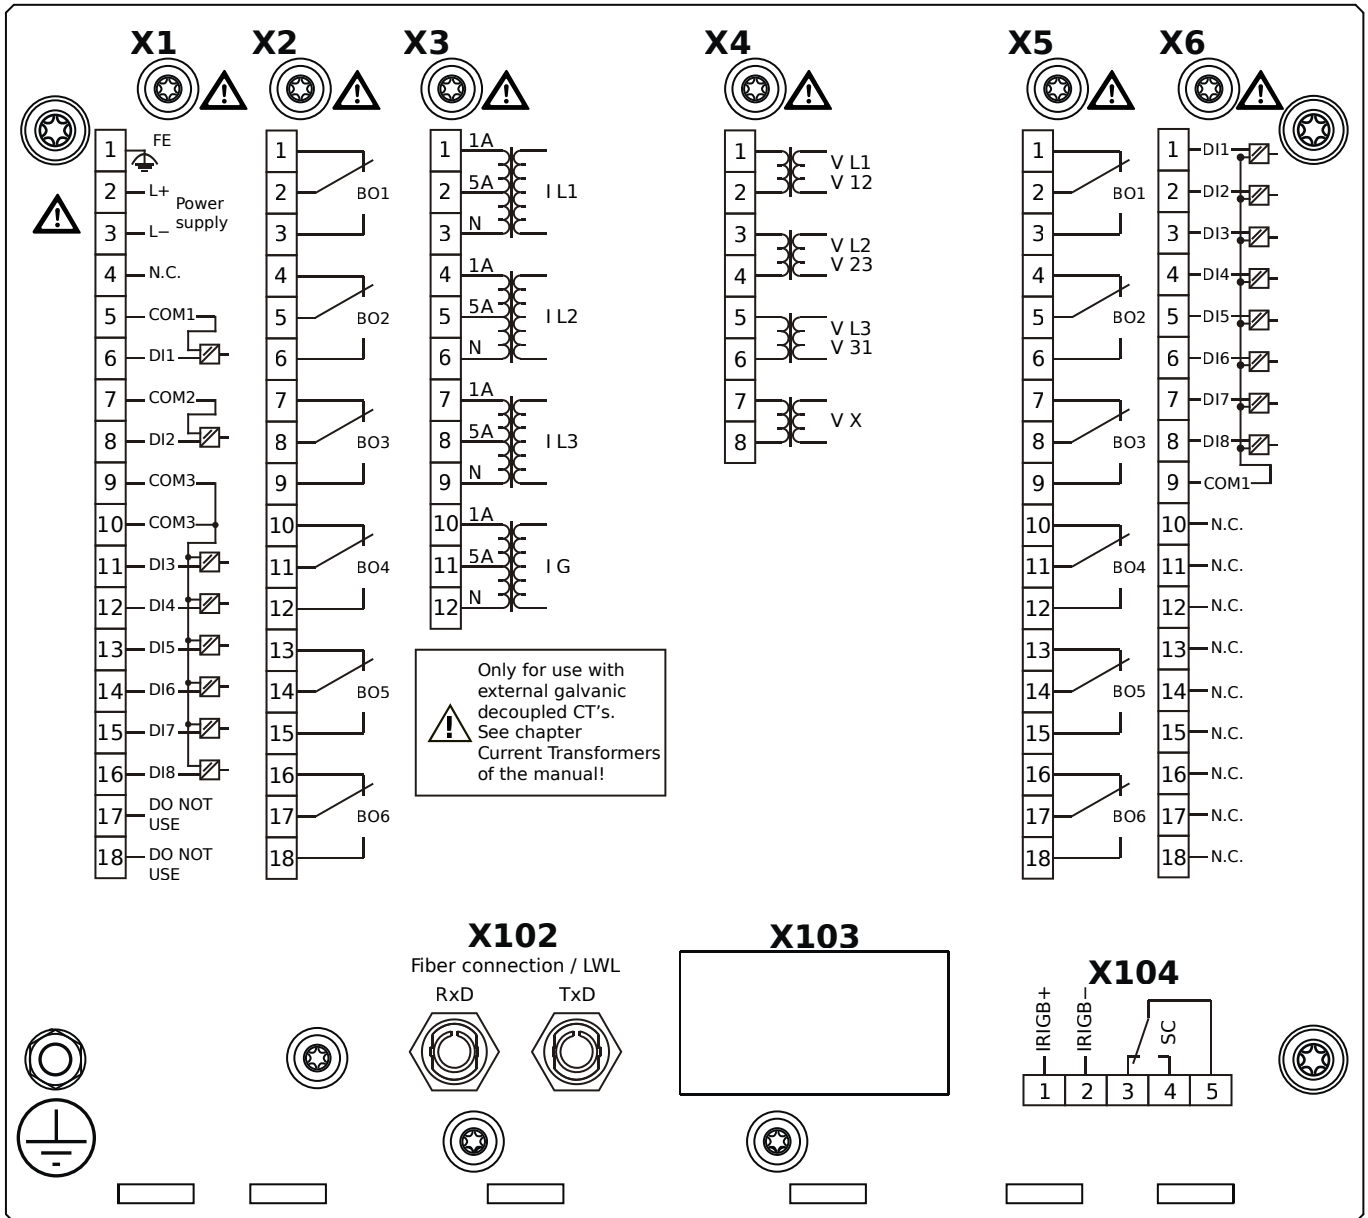 X1 X2 X3 X4 X5 X6
1 FE
2 L+
Power
supply
3 L−
4 N.C.
5 COM1
6 DI1
7 COM2
8 DI2
9 COM3
10 COM3
11 DI3
12 DI4
13 DI5
14 DI6
15 DI7
16 DI8
17 DO NOT
USE
18 DO NOT
USE
1
2 BO1
3
4
5 BO2
6
7
8 BO3
9
10
11 BO4
12
13
14 BO5
15
16
17 BO6
18
1 1A
2 5A I L1
3 N
4 1A
5 5A I L2
6 N
7 1A
8 5A I L3
9 N
10 1A
11 5A I G
12 N
Only for use with
external galvanic
decoupled CT's.
See chapter
Current Transformers
of the manual!
1 V L1
2 V 12
3 V L2
4 V 23
5 V L3
6 V 31
7 V X
8
1
2 BO1
3
4
5 BO2
6
7
8 BO3
9
10
11 BO4
12
13
14 BO5
15
16
17 BO6
18
1 DI1
2 DI2
3 DI3
4 DI4
5 DI5
6 DI6
7 DI7
8 DI8
9 COM1
10 N.C.
11 N.C.
12 N.C.
13 N.C.
14 N.C.
15 N.C.
16 N.C.
17 N.C.
18 N.C.
X102
Fiber connection / LWL
RxD TxD
X103
X104
IRIGB+
IRIGB−
SC
1 2 3 4 5